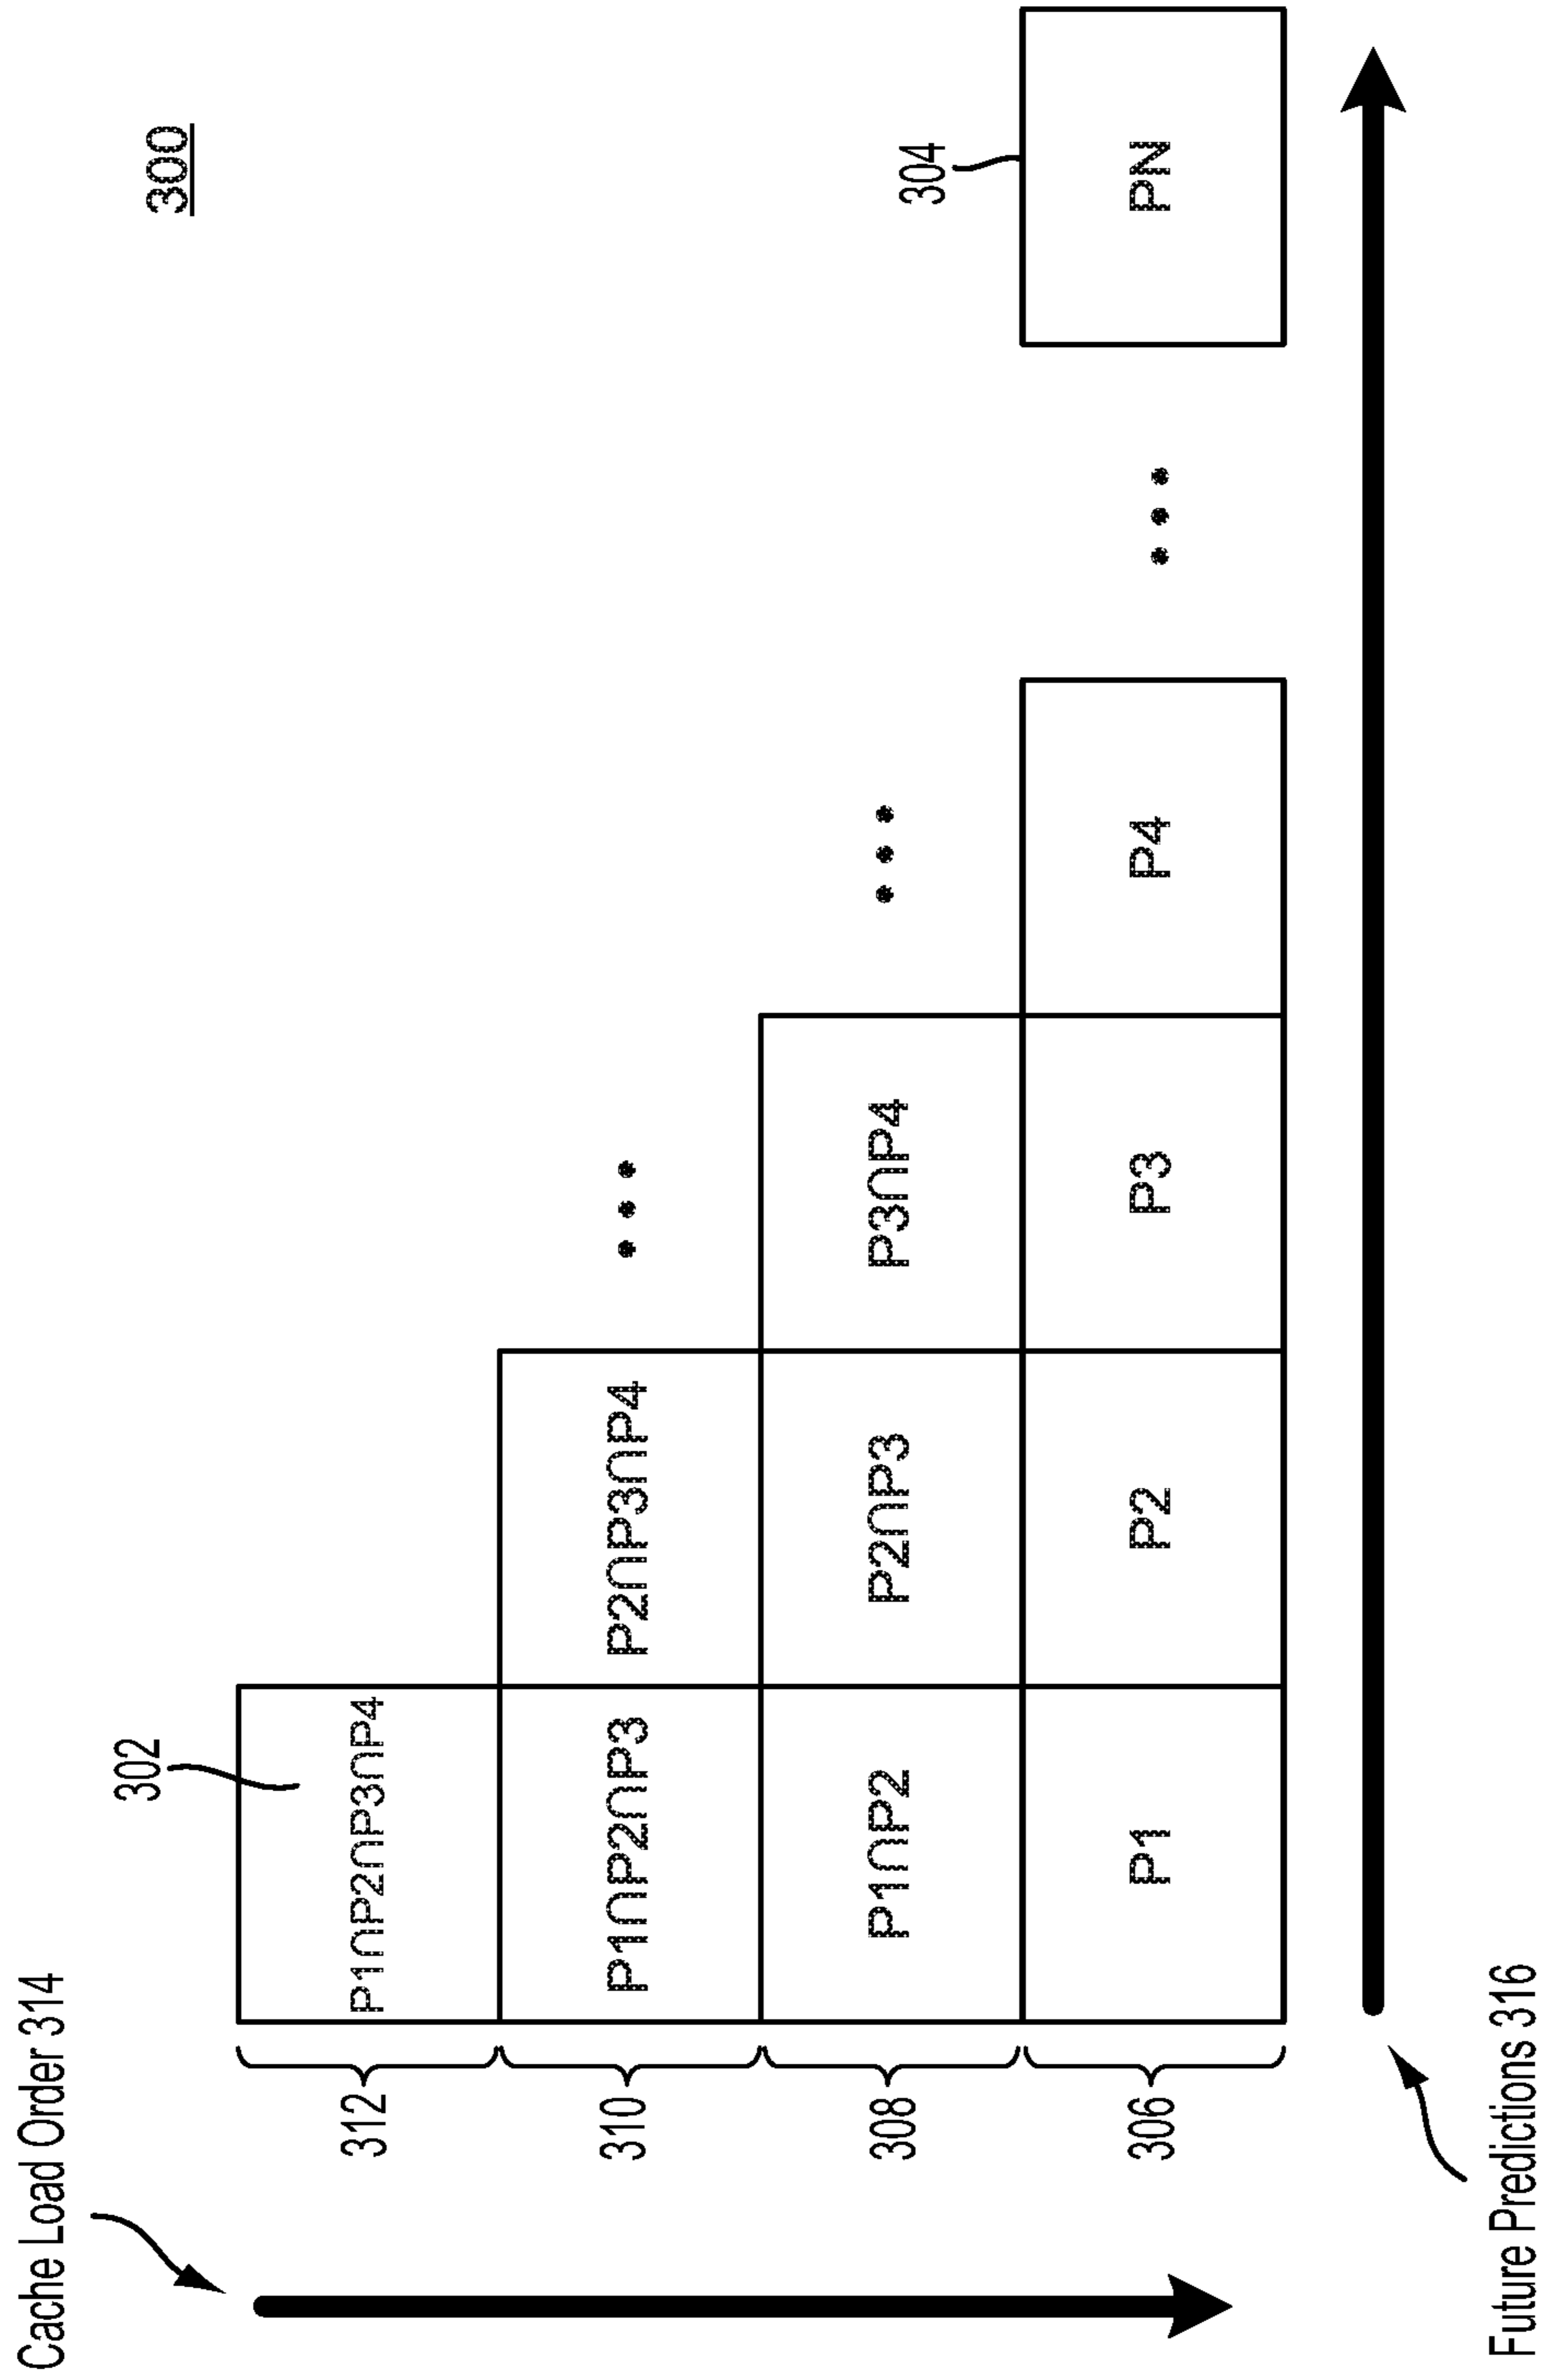 Cache Load Order 314
302
300
312
P1∩P2∩P3∩P4
310
P1∩P2∩P3
P2∩P3∩P4
308
P1∩P2
P2∩P3
P3∩P4
304
306
P1
P2
P3
P4
PN
Future Predictions 316